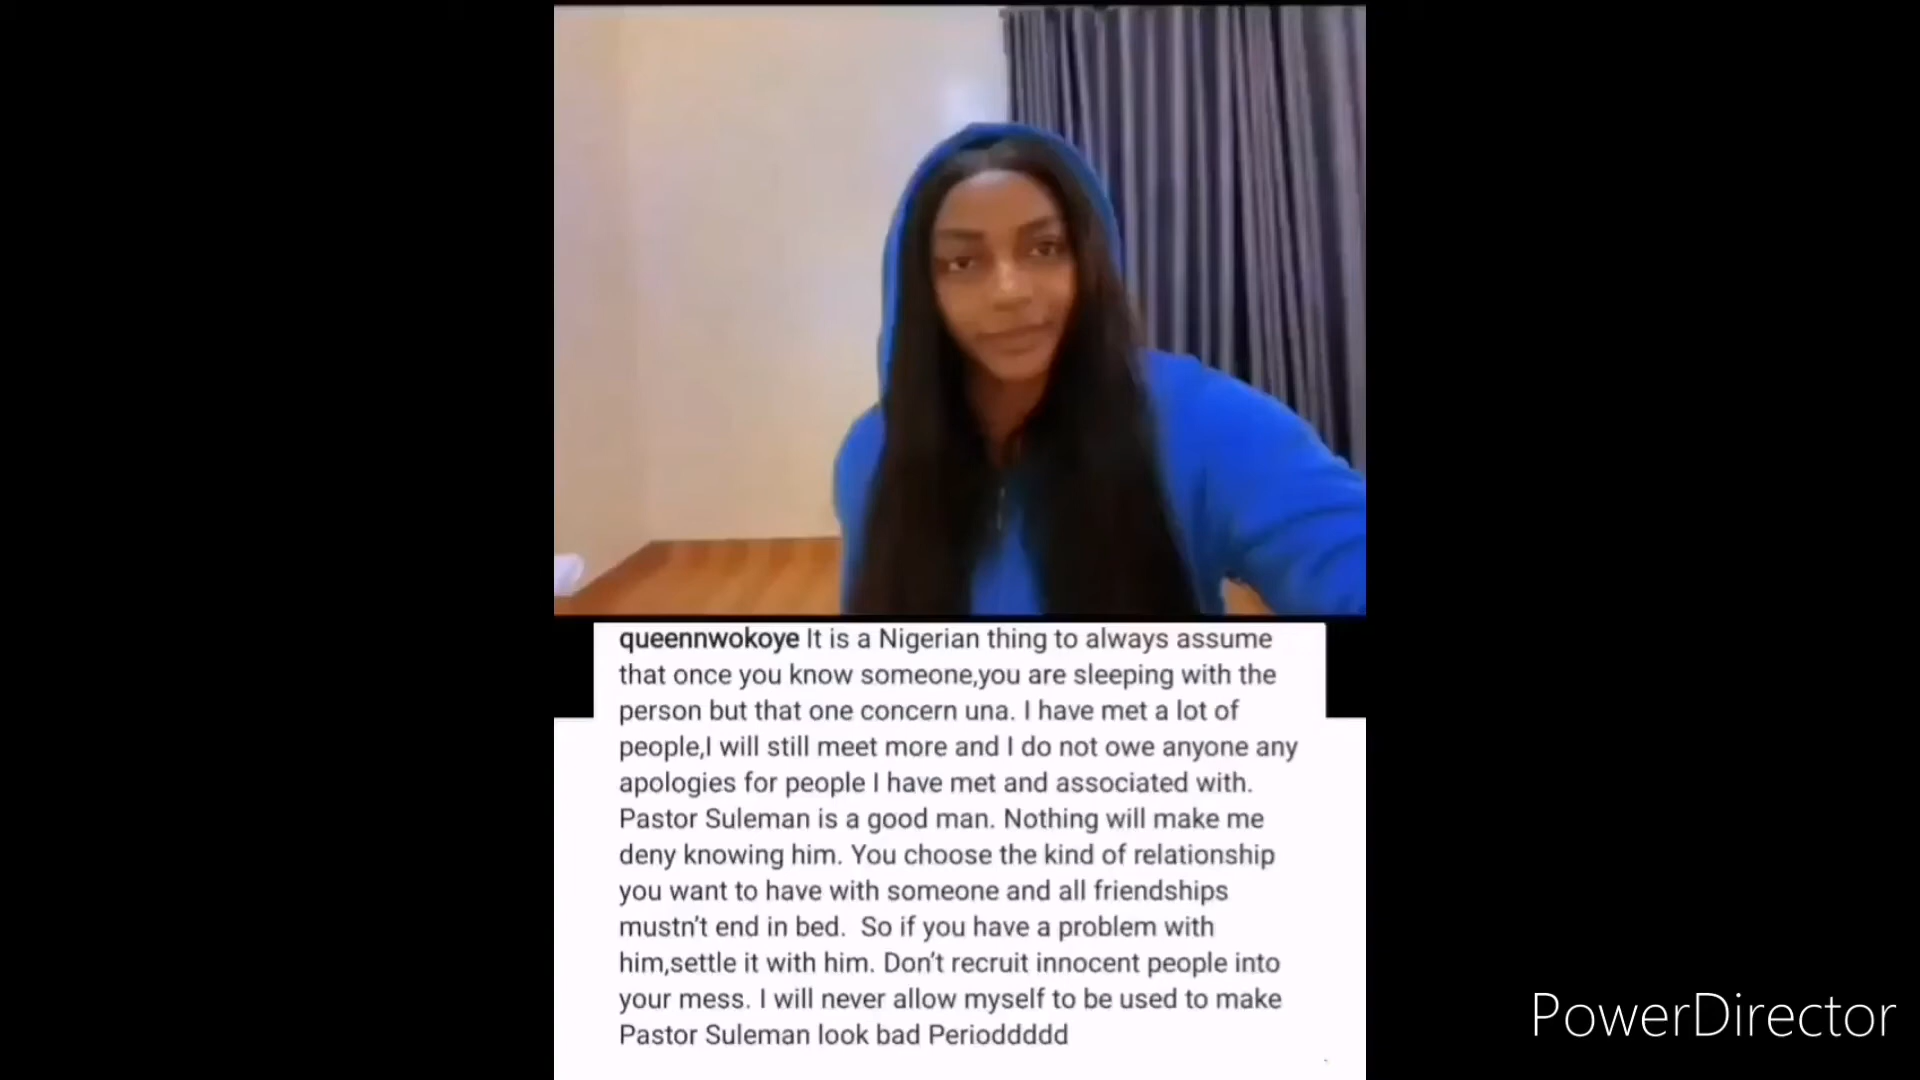 queennwokoye It is a Nigerian thing to always assume
that once you know someone,you are sleeping with the
person but that one concern una. I have met a lot of
people,I will still meet more and I do not owe anyone any
apologies for people I have met and associated with.
Pastor Suleman is a good man. Nothing will make me
deny knowing him. You choose the kind of relationship
you want to have with someone and all friendships
mustn't end in bed.  So if you have a problem with
him,settle it with him. Don't recruit innocent people into
your mess. I will never allow myself to be used to make
Pastor Suleman look bad Perioddddd
PowerDirector